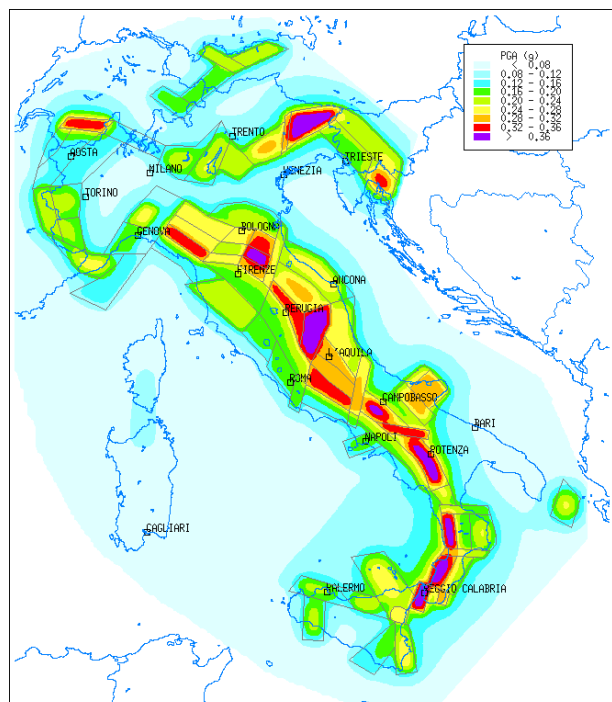 PGA (g)
< 0.08
0.08 - 0.12
0.12 - 0.16
0.16 - 0.20
0.20 - 0.24
0.24 - 0.28
0.28 - 0.32
0.32 - 0.36
> 0.36
TRENTO
AOSTA
TRIESTE
MILANO
VENEZIA
TORINO
GENOVA
BOLOGNA
FIRENZE
ANCONA
PERUGIA
L'AQUILA
ROMA
CAMPOBASSO
BARI
NAPOLI
POTENZA
CAGLIARI
PALERMO
REGGIO CALABRIA